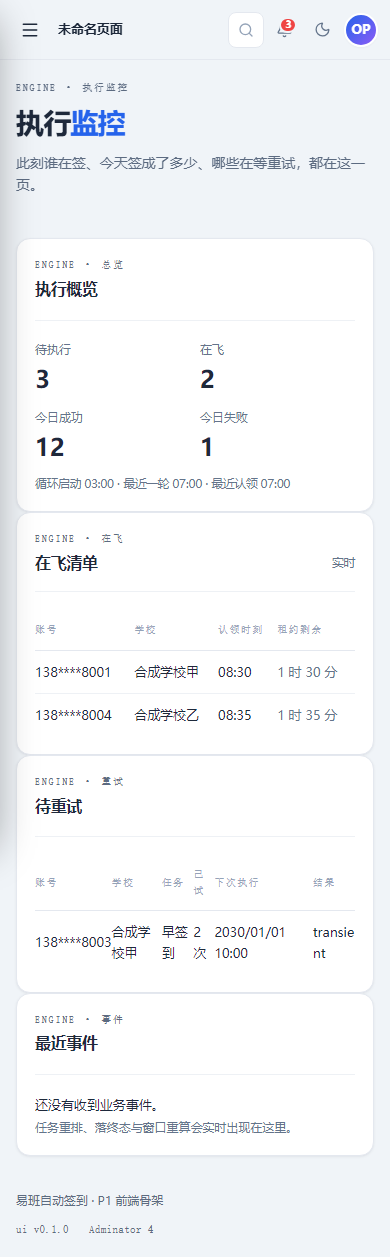 未命名页面
3
OP
ENGINE • 执行监控
执行监控
此刻谁在签、今天签成了多少、哪些在等重试，都在这一
页。
ENGINE • 总览
执行概览
待执行 在飞
3 2
今日成功 今日失败
12 1
循环启动 03:00 · 最近一轮 07:00 · 最近认领 07:00
ENGINE • 在飞
在飞清单 实时
账号 学校 认领时刻 租约剩余
138****8001 合成学校甲 08:30 1 时 30 分
138****8004 合成学校乙 08:35 1 时 35 分
ENGINE • 重试
待重试
账号 学校 任务 已试 下次执行 结果
138****8003 合成学校甲 早签到 2次 2030/01/01 10:00 transient
ENGINE • 事件
最近事件
还没有收到业务事件。
任务重排、落终态与窗口重算会实时出现在这里。
易班自动签到 · P1 前端骨架
ui v0.1.0 Adminator 4